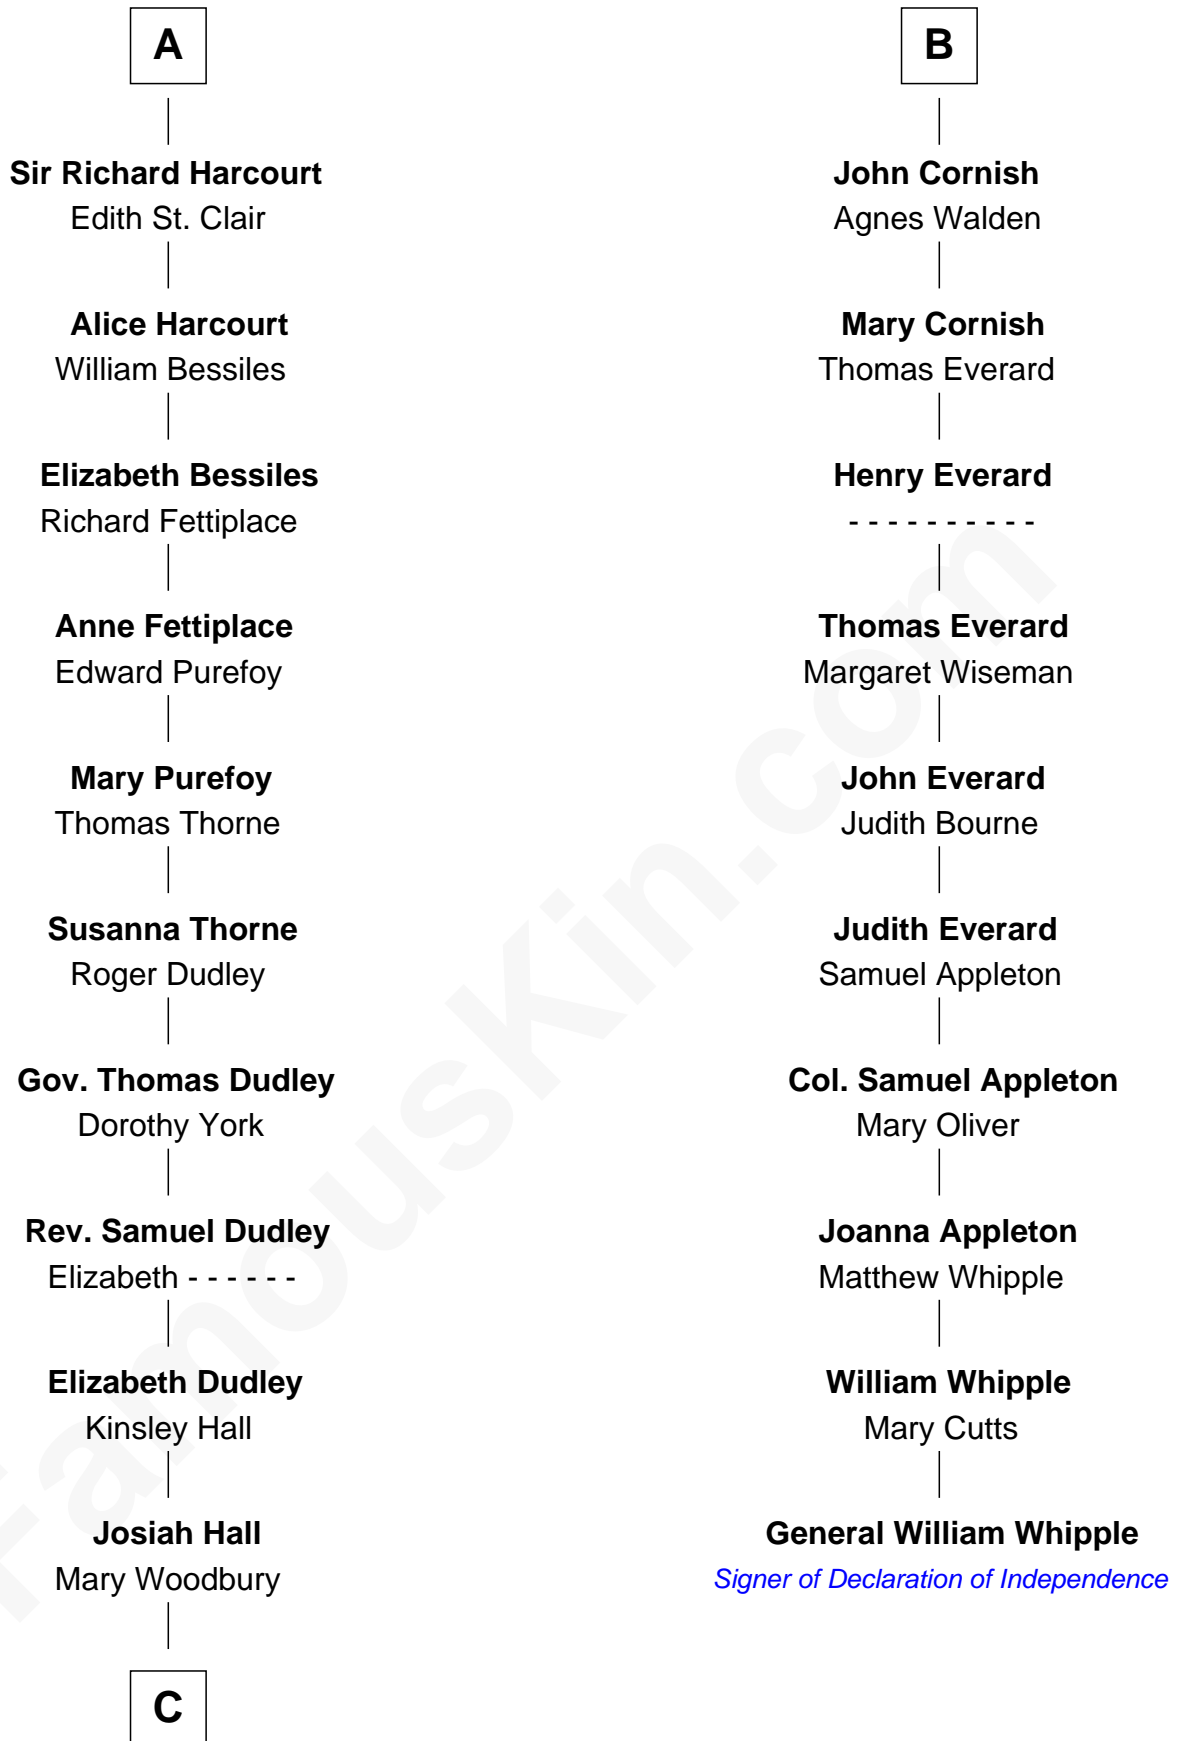 A
Sir Richard Harcourt
Edith St. Clair
Alice Harcourt
William Bessiles
Elizabeth Bessiles
Richard Fettiplace
Anne Fettiplace
Edward Purefoy
Mary Purefoy
Thomas Thorne
Susanna Thorne
Roger Dudley
Gov. Thomas Dudley
Dorothy York
Rev. Samuel Dudley
Elizabeth - - - - - -
Elizabeth Dudley
Kinsley Hall
Josiah Hall
Mary Woodbury
C
B
John Cornish
Agnes Walden
Mary Cornish
Thomas Everard
Henry Everard
- - - - - - - - - -
Thomas Everard
Margaret Wiseman
John Everard
Judith Bourne
Judith Everard
Samuel Appleton
Col. Samuel Appleton
Mary Oliver
Joanna Appleton
Matthew Whipple
William Whipple
Mary Cutts
General William Whipple
Signer of Declaration of Independence
FamousKin.com